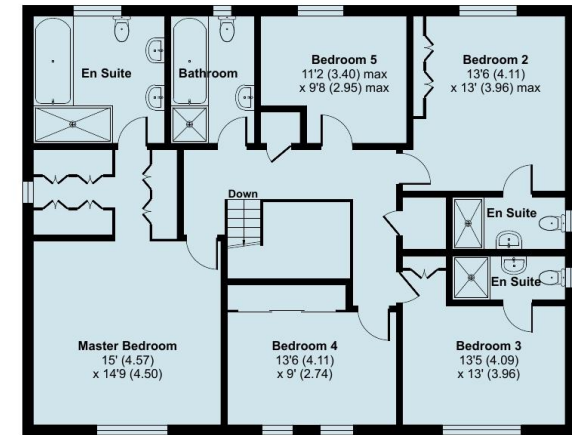 En Suite
Bathroom
Bedroom 5
11'2 (3.40) max
x 9'8 (2.95) max
Bedroom 2
13'6 (4.11)
x 13' (3.96) max
Down
En Suite
En Suite
Master Bedroom
15' (4.57)
x 14'9 (4.50)
Bedroom 4
13'6 (4.11)
x 9' (2.74)
Bedroom 3
13'5 (4.09)
x 13' (3.96)